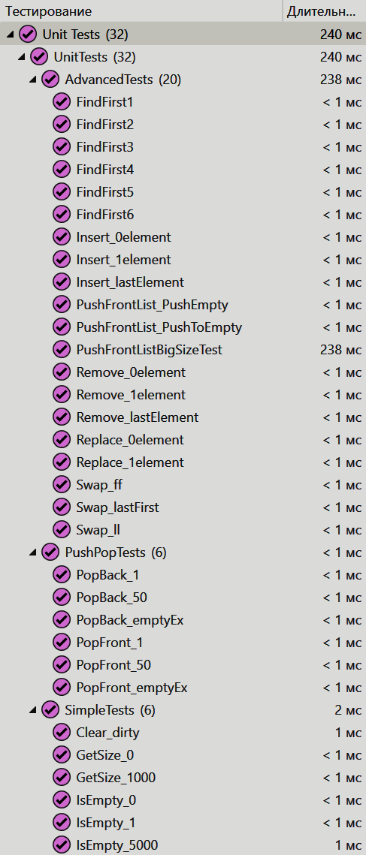 Тестирование Длительн...
Unit Tests (32) 240 мс
UnitTests (32) 240 мс
AdvancedTests (20) 238 мс
FindFirst1 < 1 мс
FindFirst2 < 1 мс
FindFirst3 < 1 мс
FindFirst4 < 1 мс
FindFirst5 < 1 мс
FindFirst6 < 1 мс
Insert_0element < 1 мс
Insert_1element < 1 мс
Insert_lastElement < 1 мс
PushFrontList_PushEmpty < 1 мс
PushFrontList_PushToEmpty < 1 мс
PushFrontListBigSizeTest 238 мс
Remove_0element < 1 мс
Remove_1element < 1 мс
Remove_lastElement < 1 мс
Replace_0element < 1 мс
Replace_1element < 1 мс
Swap_ff < 1 мс
Swap_lastFirst < 1 мс
Swap_ll < 1 мс
PushPopTests (6) < 1 мс
PopBack_1 < 1 мс
PopBack_50 < 1 мс
PopBack_emptyEx < 1 мс
PopFront_1 < 1 мс
PopFront_50 < 1 мс
PopFront_emptyEx < 1 мс
SimpleTests (6) 2 мс
Clear_dirty 1 мс
GetSize_0 < 1 мс
GetSize_1000 < 1 мс
IsEmpty_0 < 1 мс
IsEmpty_1 < 1 мс
IsEmpty_5000 1 мс